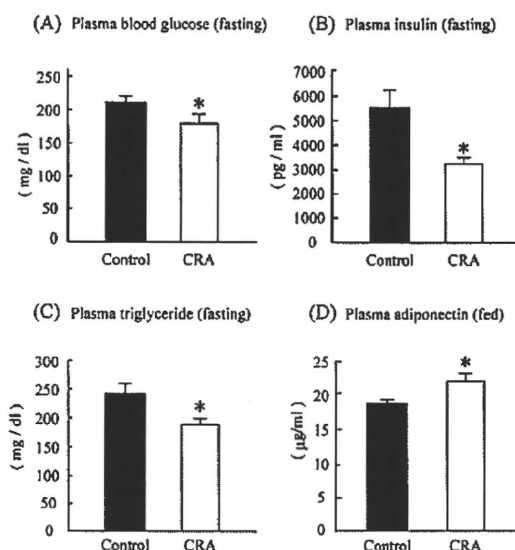 (A) Plasma blood glucose (fasting)
( mg / dl )
250
200
150
100
50
0
*
Control CRA
(B) Plasma insulin (fasting)
( pg / ml )
7000
6000
5000
4000
3000
2000
1000
0
*
Control CRA
(C) Plasma triglyceride (fasting)
( mg / dl )
300
250
200
150
100
50
0
*
Control CRA
(D) Plasma adiponectin (fed)
( μg/ml )
25
20
15
10
5
0
*
Control CRA